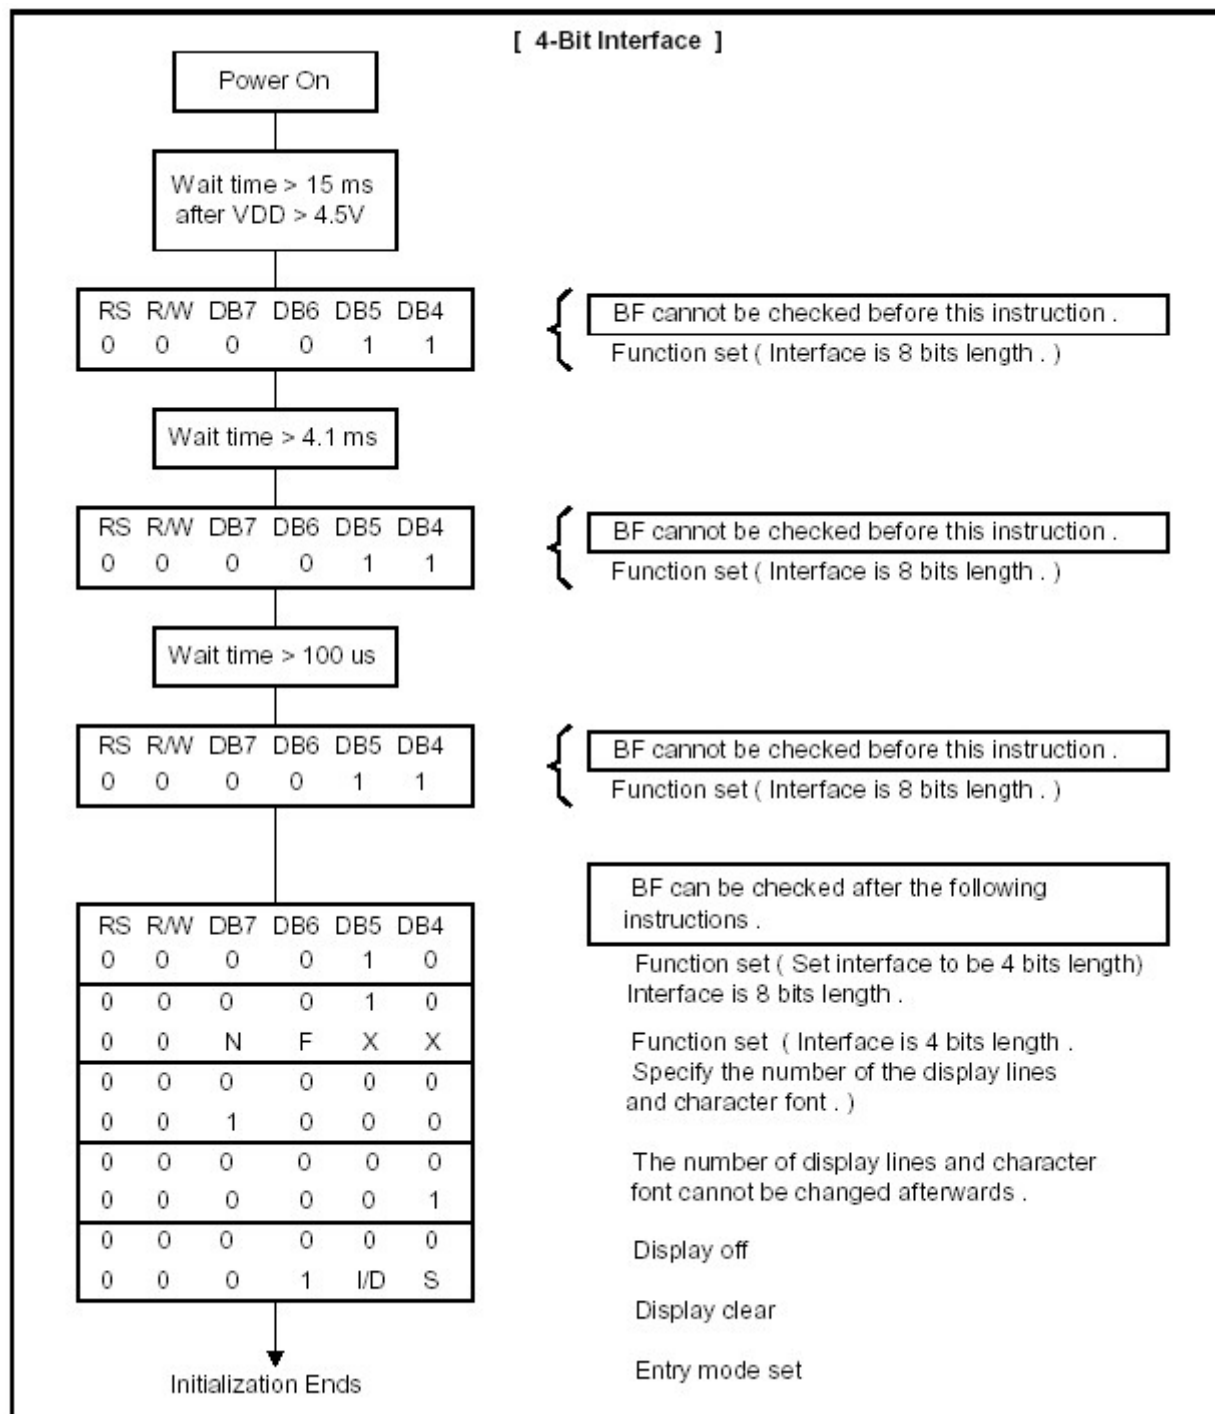 [ 4-Bit Interface ]
Power On
Wait time > 15 ms
after VDD > 4.5V
RS R/W DB7 DB6 DB5 DB4
0 0 0 0 1 1
BF cannot be checked before this instruction .
Function set ( Interface is 8 bits length . )
Wait time > 4.1 ms
RS R/W DB7 DB6 DB5 DB4
0 0 0 0 1 1
BF cannot be checked before this instruction .
Function set ( Interface is 8 bits length . )
Wait time > 100 us
RS R/W DB7 DB6 DB5 DB4
0 0 0 0 1 1
BF cannot be checked before this instruction .
Function set ( Interface is 8 bits length . )
RS R/W DB7 DB6 DB5 DB4
0 0 0 0 1 0
0 0 0 0 1 0
0 0 N F X X
0 0 0 0 0 0
0 0 1 0 0 0
0 0 0 0 0 0
0 0 0 0 0 1
0 0 0 0 0 0
0 0 0 1 I/D S
BF can be checked after the following
instructions .
Function set ( Set interface to be 4 bits length)
Interface is 8 bits length .
Function set ( Interface is 4 bits length .
Specify the number of the display lines
and character font . )
The number of display lines and character
font cannot be changed afterwards .
Display off
Display clear
Entry mode set
Initialization Ends